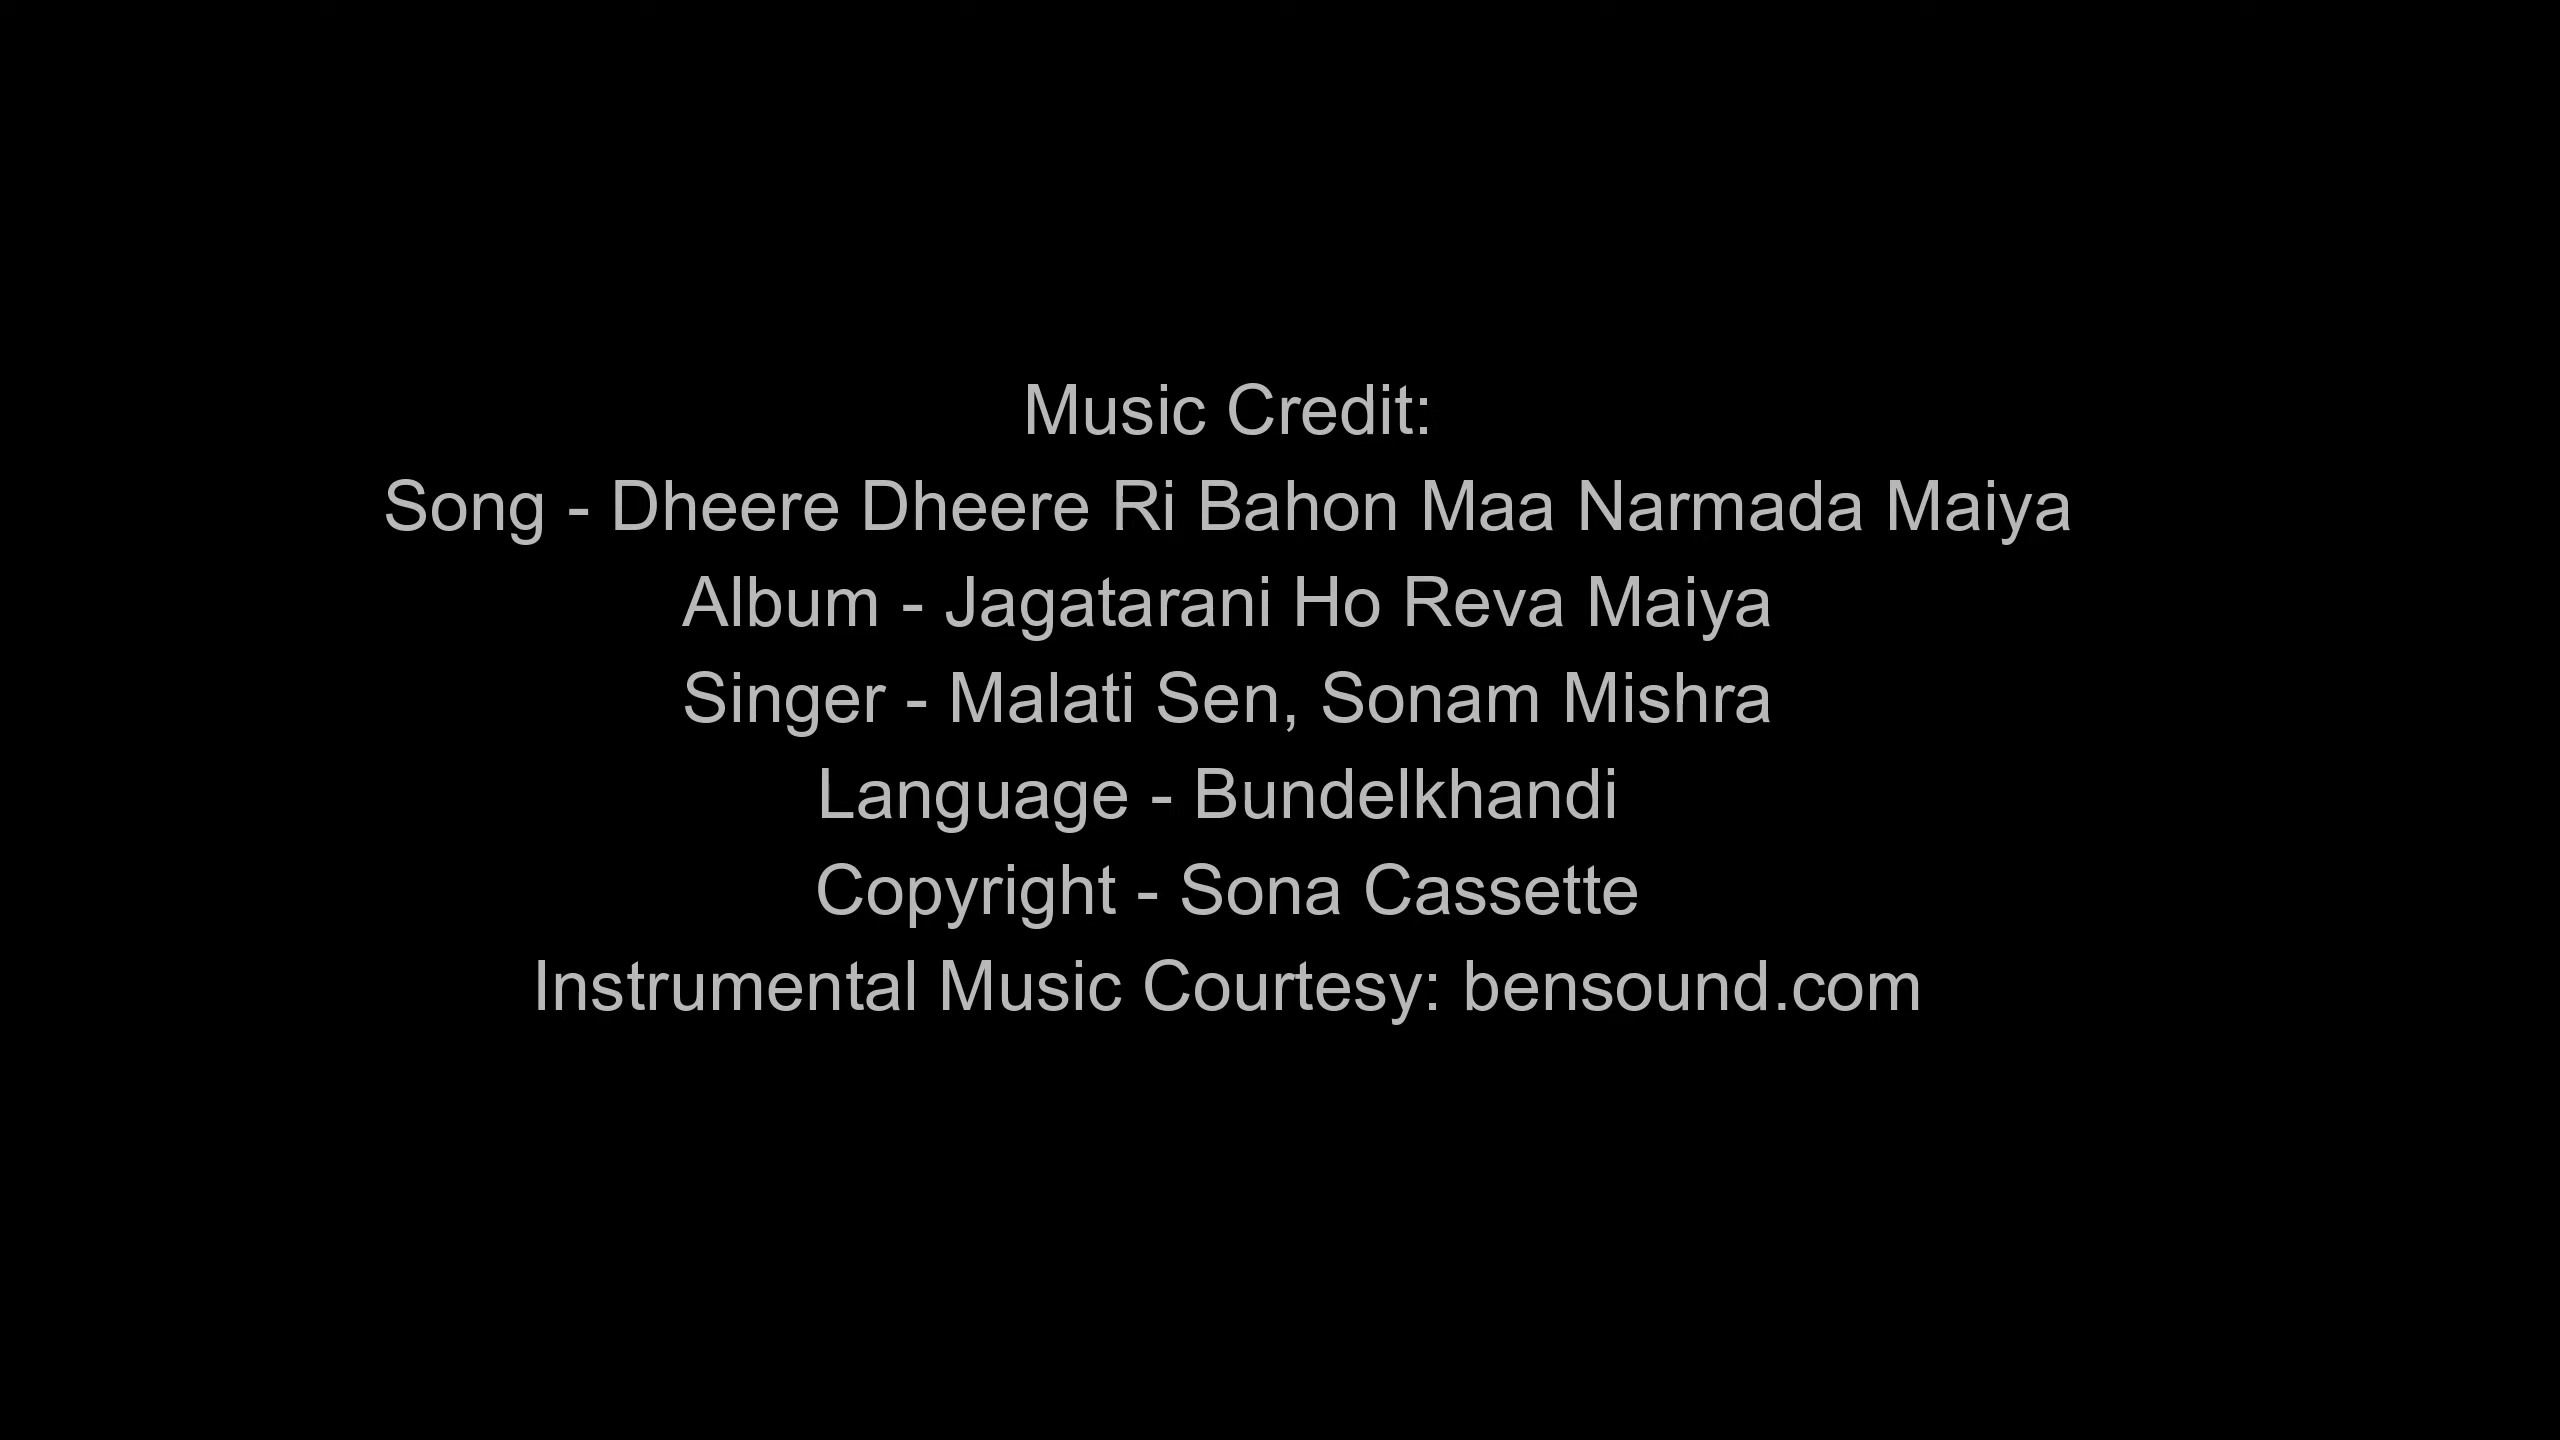 Music Credit:
Song - Dheere Dheere Ri Bahon Maa Narmada Maiya
Album - Jagatarani Ho Reva Maiya
Singer - Malati Sen, Sonam Mishra
Language - Bundelkhandi
Copyright - Sona Cassette
Instrumental Music Courtesy: bensound.com